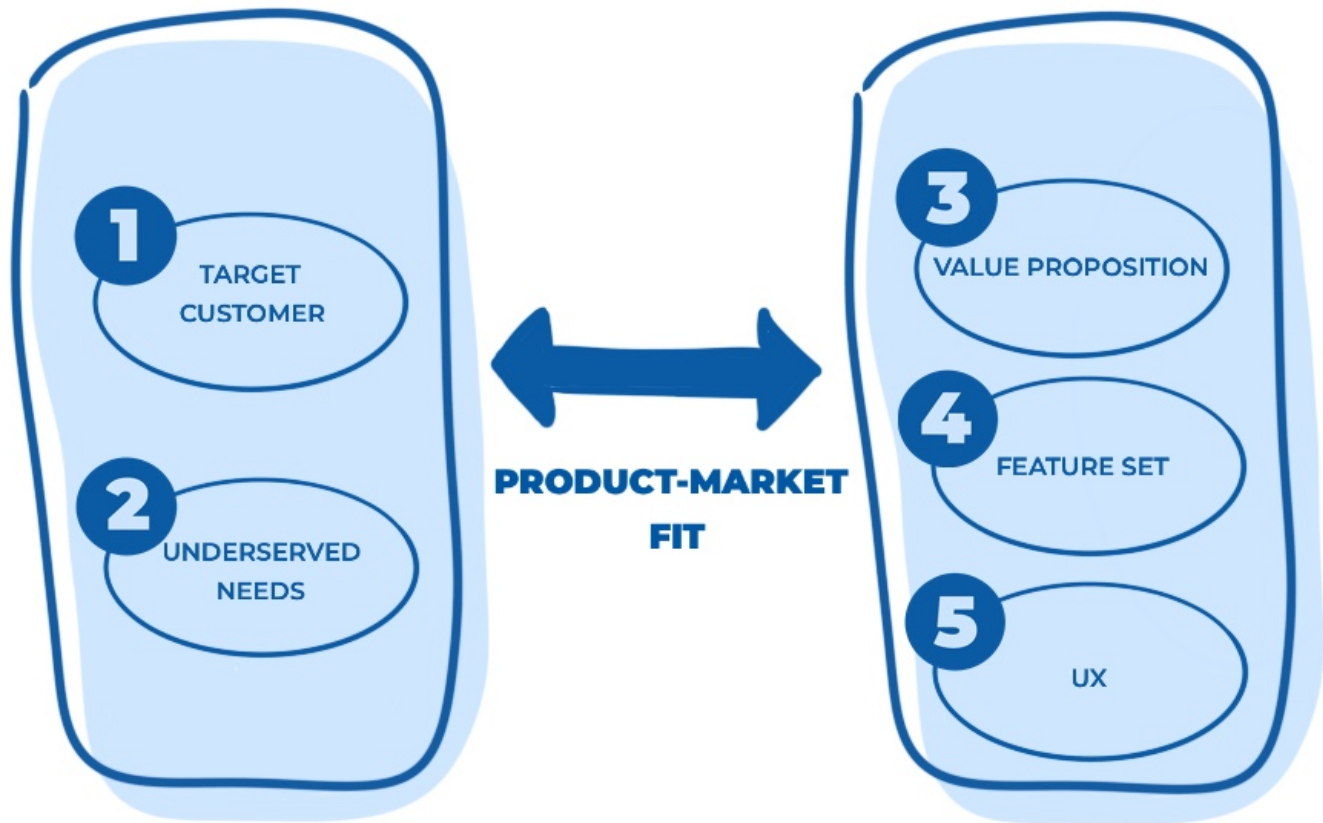 1
TARGET
CUSTOMER
2
UNDERSERVED
NEEDS
PRODUCT-MARKET
FIT
3
VALUE PROPOSITION
4
FEATURE SET
5
UX